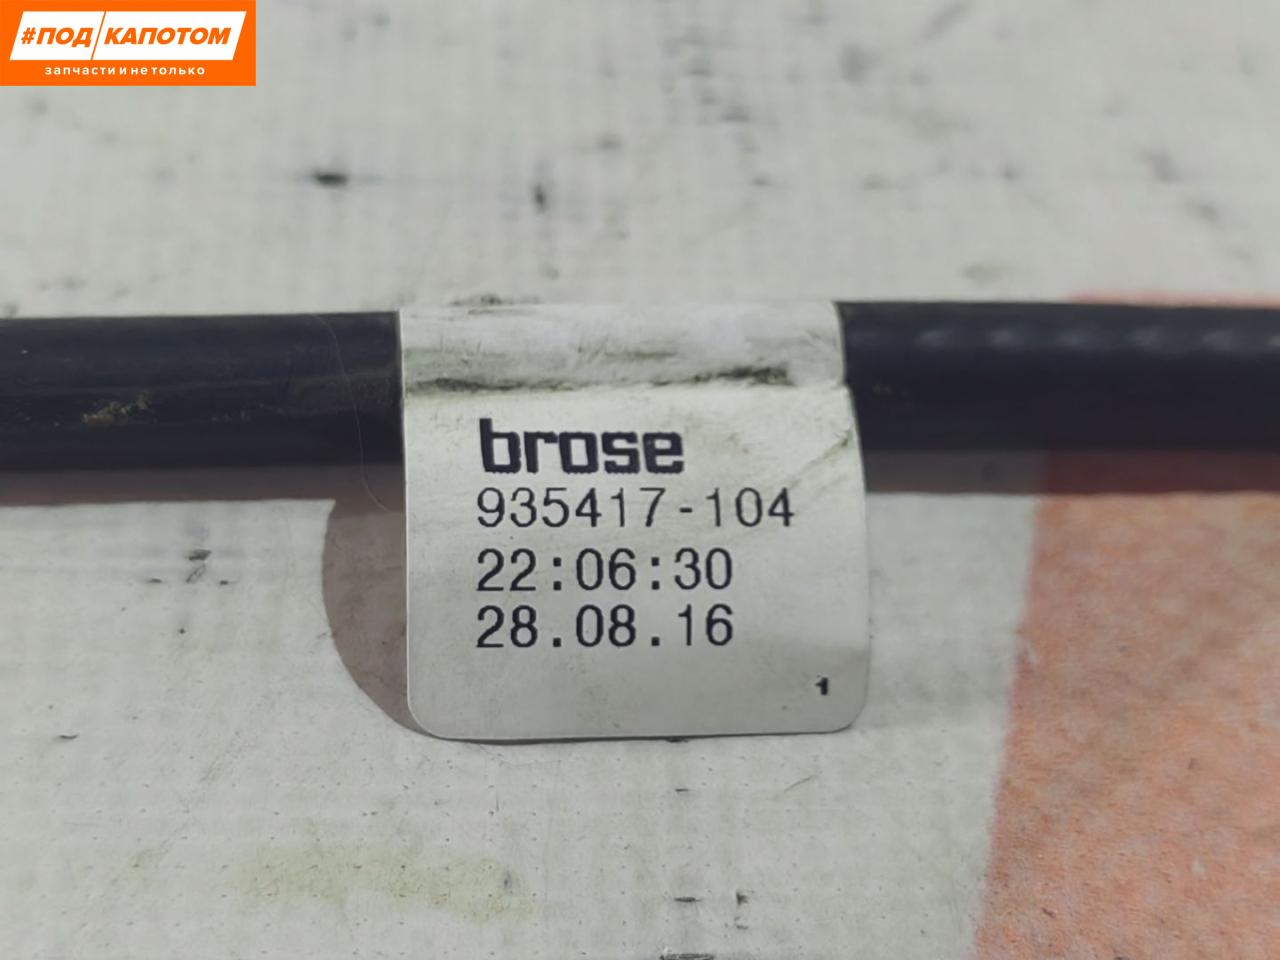 #ПОД КАПОТОМ
запчасти и не только
brose
935417-104
22:06:30
28.08.16
1